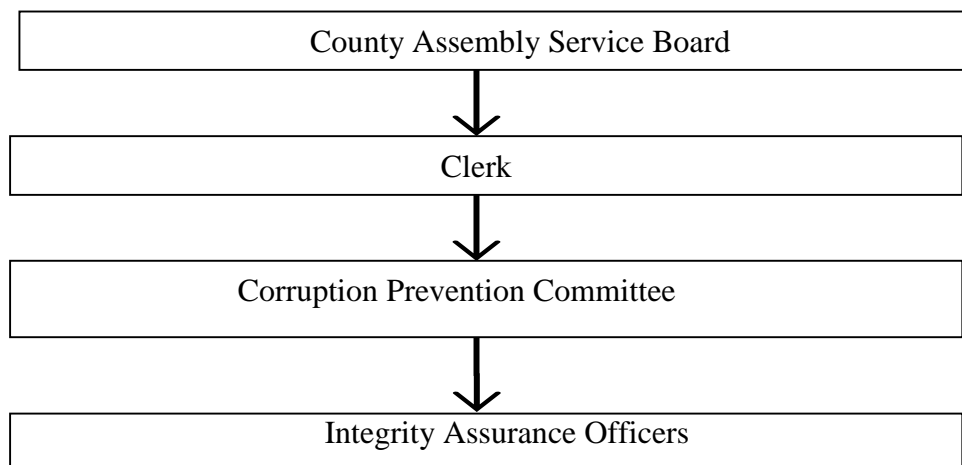 County Assembly Service Board
Clerk
Corruption Prevention Committee
Integrity Assurance Officers